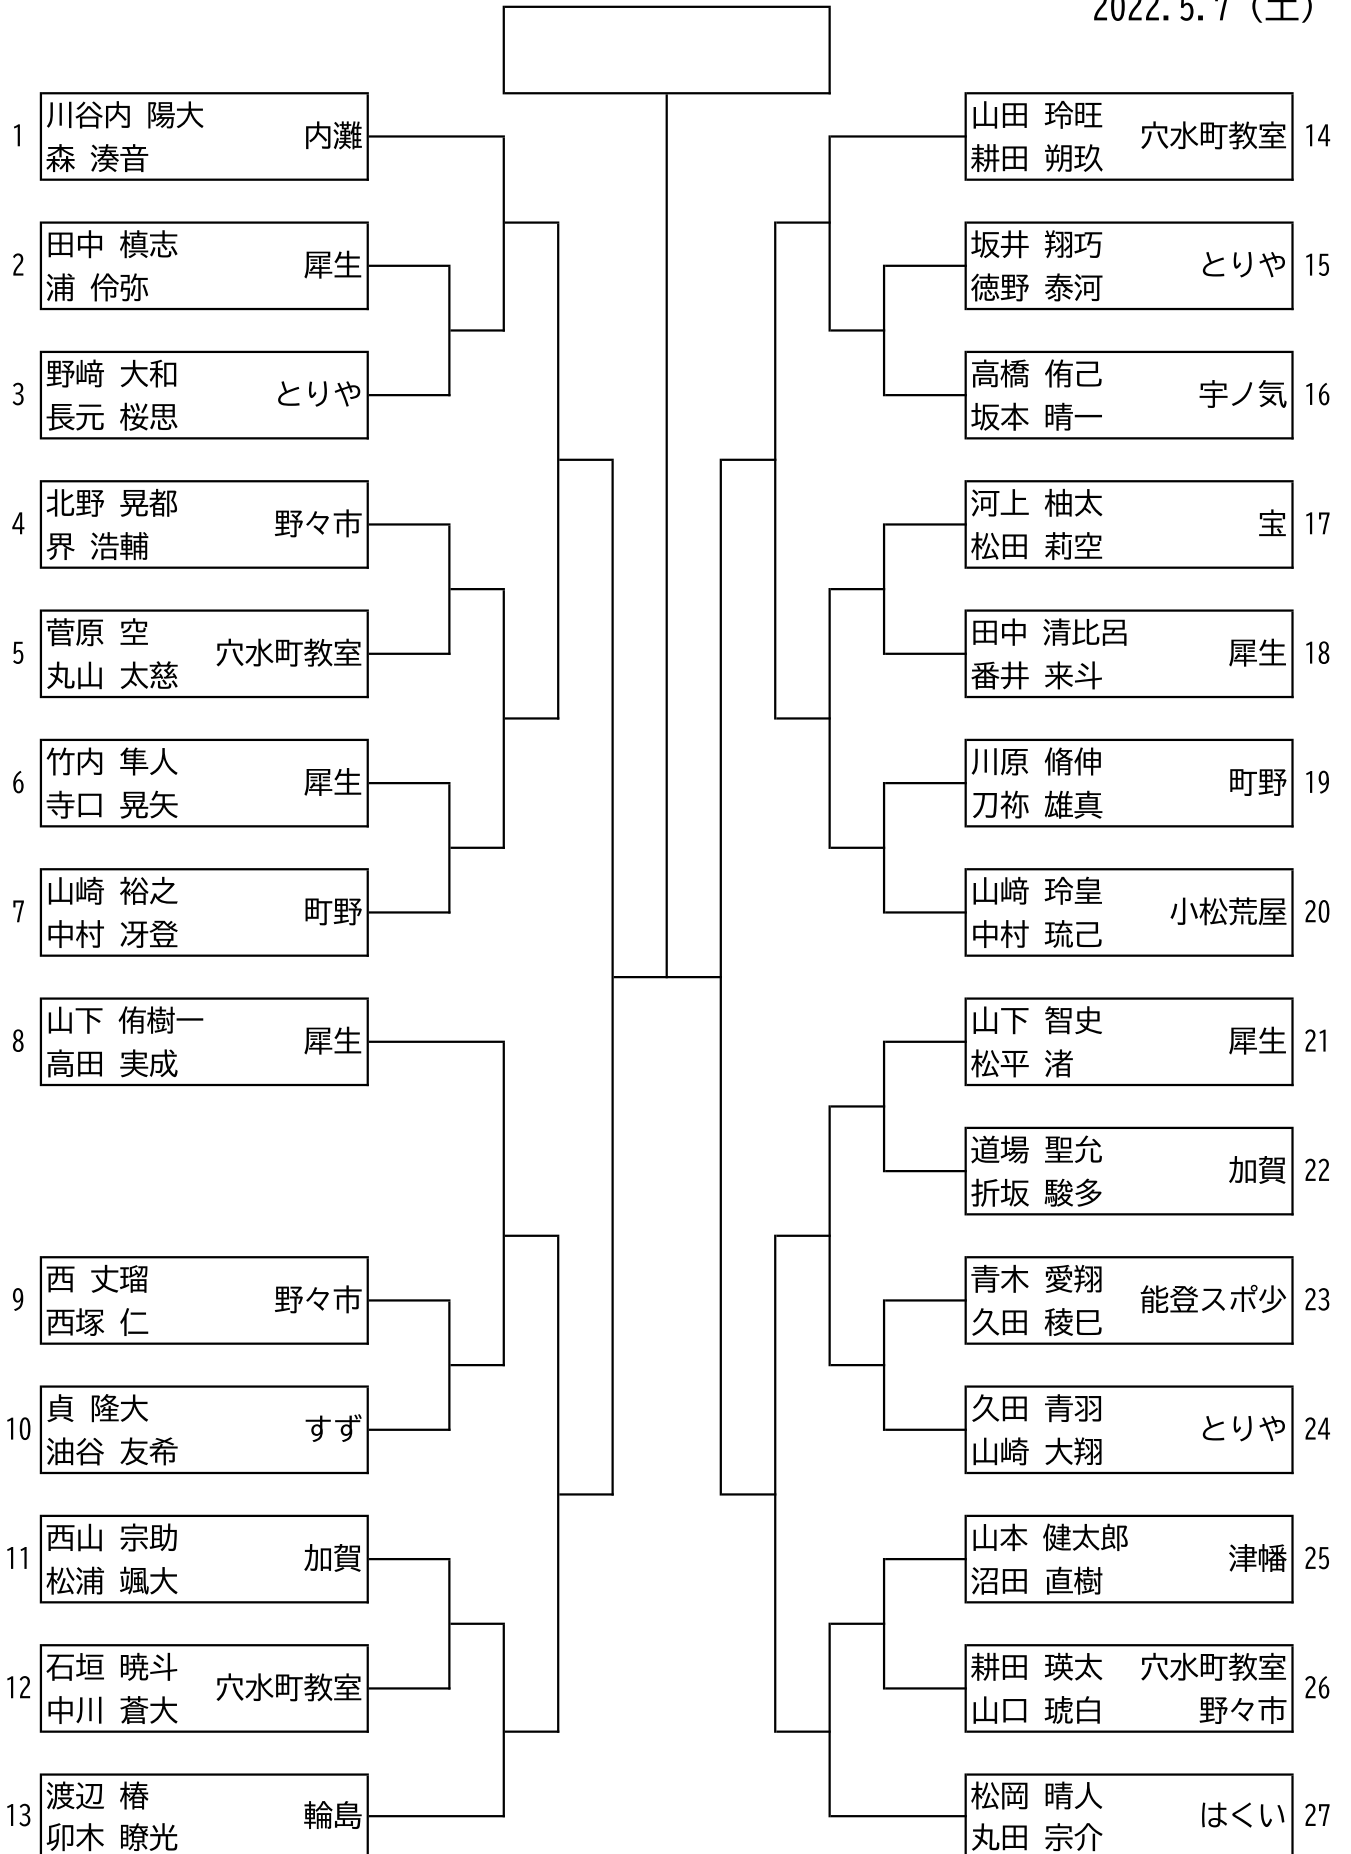 2022.5.7（土）
1 川谷内 陽大 内灘
森 湊音
2 田中 槙志 犀生
浦 伶弥
3 野﨑 大和 とりや
長元 桜思
4 北野 晃都 野々市
界 浩輔
5 菅原 空 穴水町教室
丸山 太慈
6 竹内 隼人 犀生
寺口 晃矢
7 山崎 裕之 町野
中村 冴登
8 山下 侑樹一 犀生
高田 実成
9 西 丈瑠 野々市
西塚 仁
10 貞 隆大 すず
油谷 友希
11 西山 宗助 加賀
松浦 颯大
12 石垣 暁斗 穴水町教室
中川 蒼大
13 渡辺 椿 輪島
卯木 瞭光
山田 玲旺 穴水町教室 14
耕田 朔玖
坂井 翔巧 とりや 15
徳野 泰河
高橋 侑己 宇ノ気 16
坂本 晴一
河上 柚太 宝 17
松田 莉空
田中 清比呂 犀生 18
番井 来斗
川原 脩伸 町野 19
刀祢 雄真
山﨑 玲皇 小松荒屋 20
中村 琉己
山下 智史 犀生 21
松平 渚
道場 聖允 加賀 22
折坂 駿多
青木 愛翔 能登スポ少 23
久田 稜巳
久田 青羽 とりや 24
山崎 大翔
山本 健太郎 津幡 25
沼田 直樹
耕田 瑛太 穴水町教室 26
山口 琥白 野々市
松岡 晴人 はくい 27
丸田 宗介